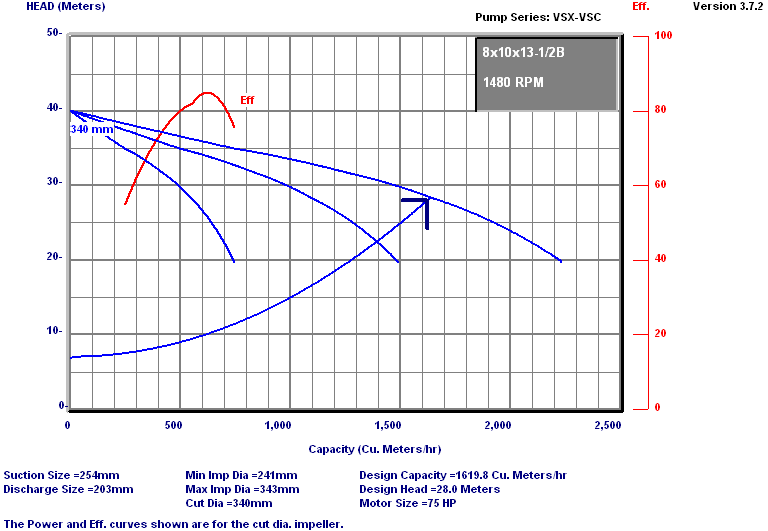 HEAD (Meters)
Eff.
Version 3.7.2
Pump Series: VSX-VSC
50-
100
8x10x13-1/2B
1480 RPM
Eff
40-
80
340 mm
30-
60
20-
40
10-
20
0-
0
0
500
1,000
1,500
2,000
2,500
Capacity (Cu. Meters/hr)
Suction Size =254mm
Min Imp Dia =241mm
Design Capacity =1619.8 Cu. Meters/hr
Discharge Size =203mm
Max Imp Dia =343mm
Design Head =28.0 Meters
Cut Dia =340mm
Motor Size =75 HP
The Power and Eff. curves shown are for the cut dia. impeller.